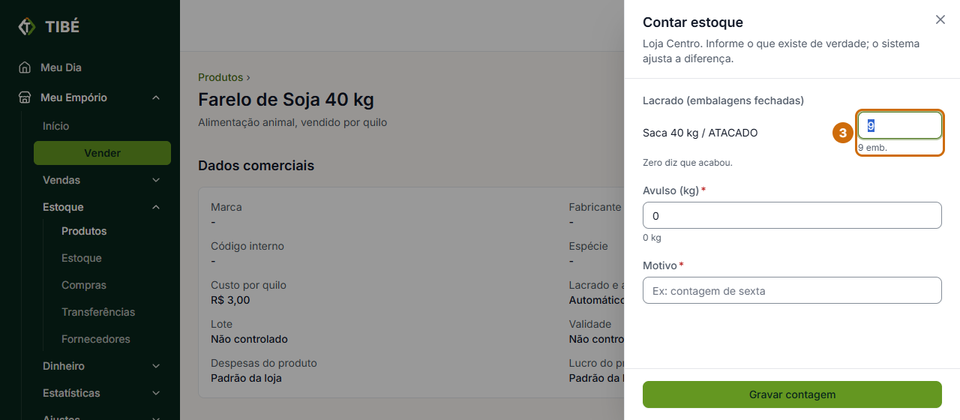 TIBÉ
Meu Dia
Meu Empório
Início
Vender
Vendas
Estoque
Produtos
Estoque
Compras
Transferências
Fornecedores
Dinheiro
Estatísticas
Ajustes
Produtos ›
Farelo de Soja 40 kg
Alimentação animal, vendido por quilo
Dados comerciais
Marca
-
Fabricante
-
Código interno
-
Espécie
-
Custo por quilo
R$ 3,00
Lacrado e a
Automático
Lote
Não controlado
Validade
Não contro
Despesas do produto
Padrão da loja
Lucro do pr
Padrão da l
Contar estoque
Loja Centro. Informe o que existe de verdade; o sistema
ajusta a diferença.
Lacrado (embalagens fechadas)
Saca 40 kg / ATACADO
3
9
9 emb.
Zero diz que acabou.
Avulso (kg) *
0
0 kg
Motivo *
Ex: contagem de sexta
Gravar contagem